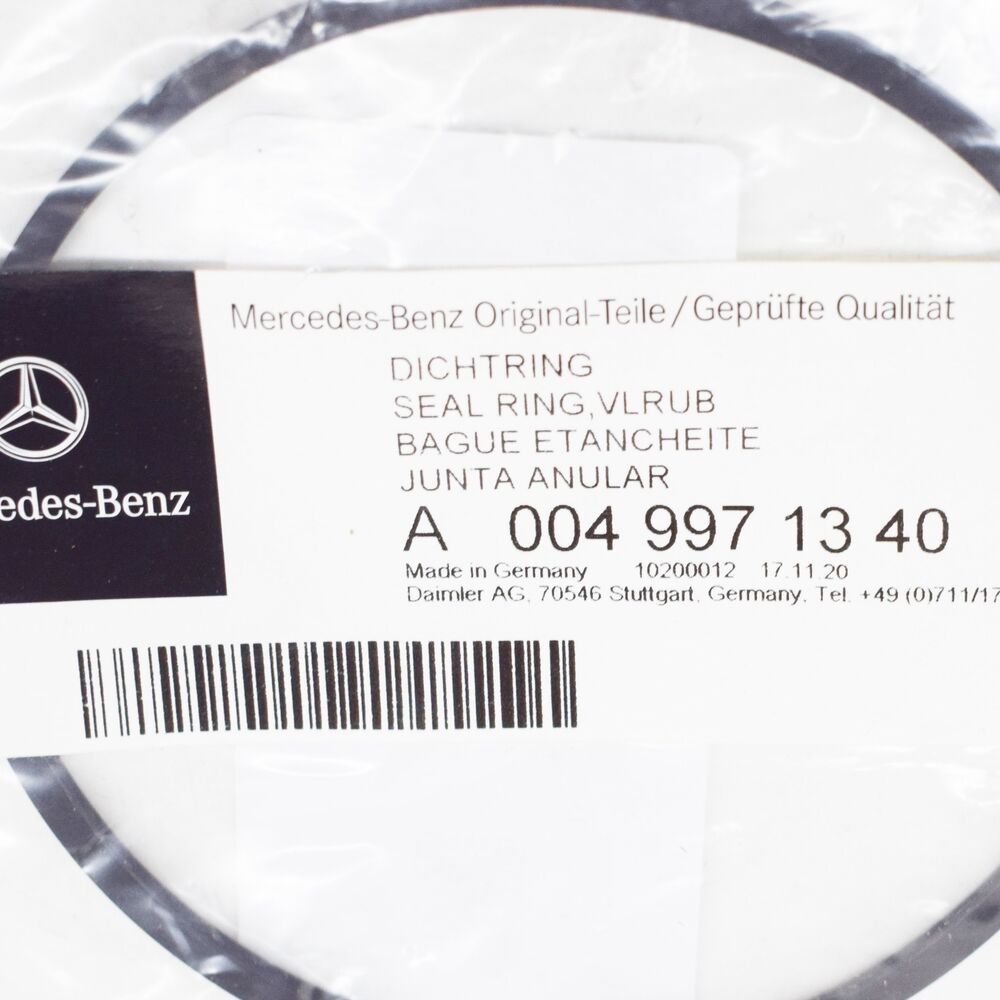 Mercedes-Benz Original-Teile/Geprüfte Qualität
DICHTRING
SEAL RING,VLRUB
BAGUE ETANCHEITE
JUNTA ANULAR
edes-Benz
A 004 997 13 40
Made in Germany 10200012 17.11.20
Daimler AG, 70546 Stuttgart, Germany, Tel. +49 (0)711/17